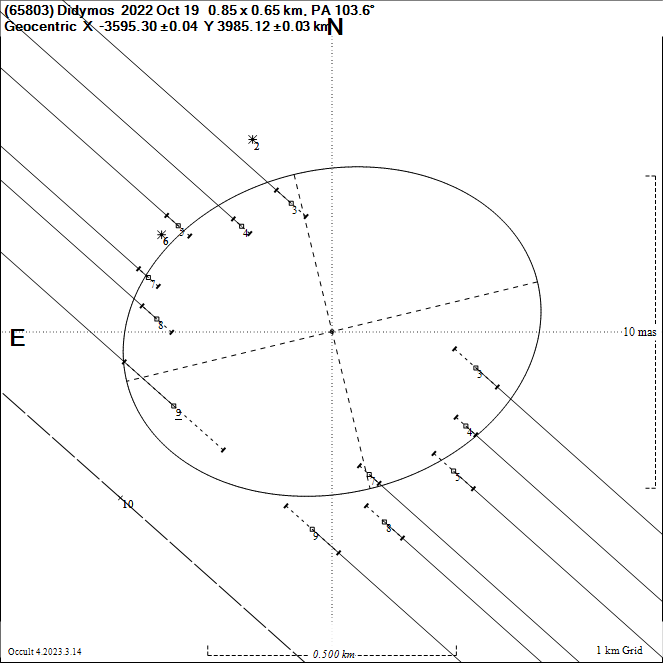 (65803) Didymos 2022 Oct 19 0.85 x 0.65 km, PA 103.6°
Geocentric X -3595.30 ±0.04 Y 3985.12 ±0.03 km
N
2
3
5
4
6
7
8
E
10 mas
3
9
4
5
7
10
9
8
Occult 4.2023.3.14
0.500 km
1 km Grid